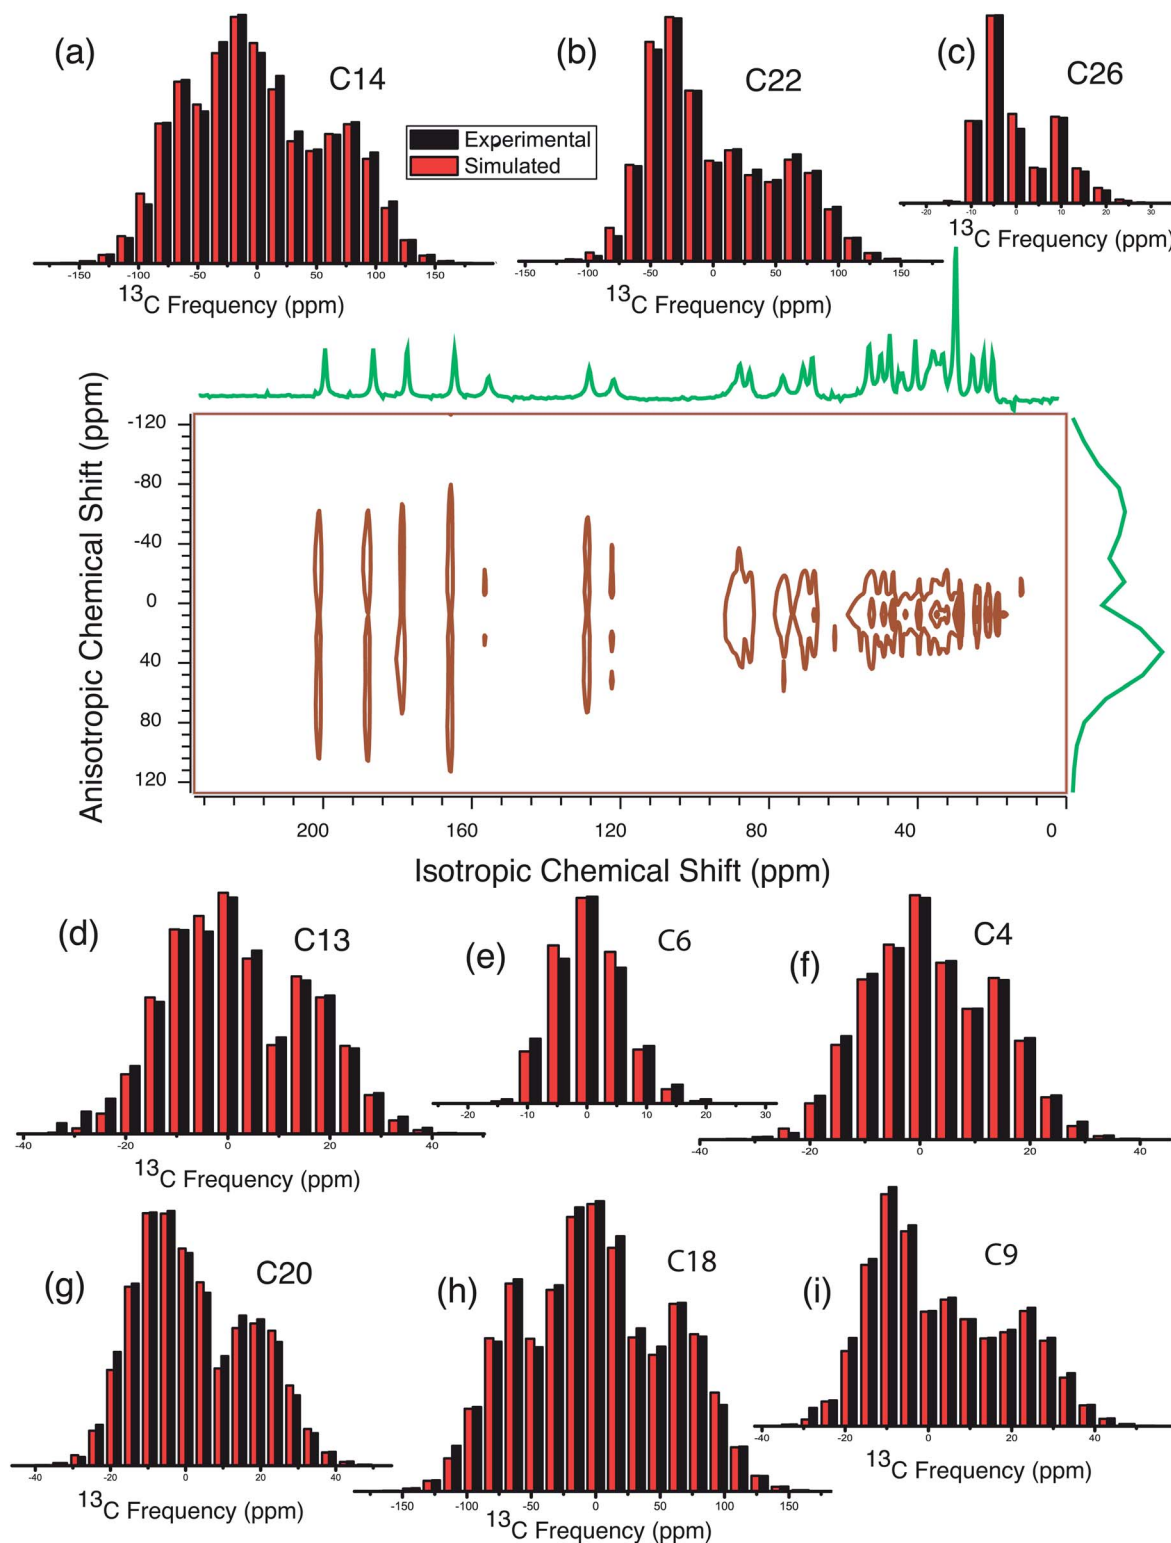 (a)
C14
(b)
C22
(c)
C26
Experimental
Simulated
-150 -100 -50 0 50 100 150
13C Frequency (ppm)
-150 -100 -50 0 50 100 150
13C Frequency (ppm)
-20 -10 0 10 20 30
13C Frequency (ppm)
Anisotropic Chemical Shift (ppm)
-120
-80
-40
0
40
80
120
200 160 120 80 40 0
Isotropic Chemical Shift (ppm)
(d)
C13
(e)
C6
(f)
C4
-40 -20 0 20 40
13C Frequency (ppm)
-20 -10 0 10 20 30
-40 -20 0 20 40
(g)
C20
(h)
C18
(i)
C9
-40 -20 0 20 40
13C Frequency (ppm)
-150 -100 -50 0 50 100 150
13C Frequency (ppm)
-40 -20 0 20 40
13C Frequency (ppm)